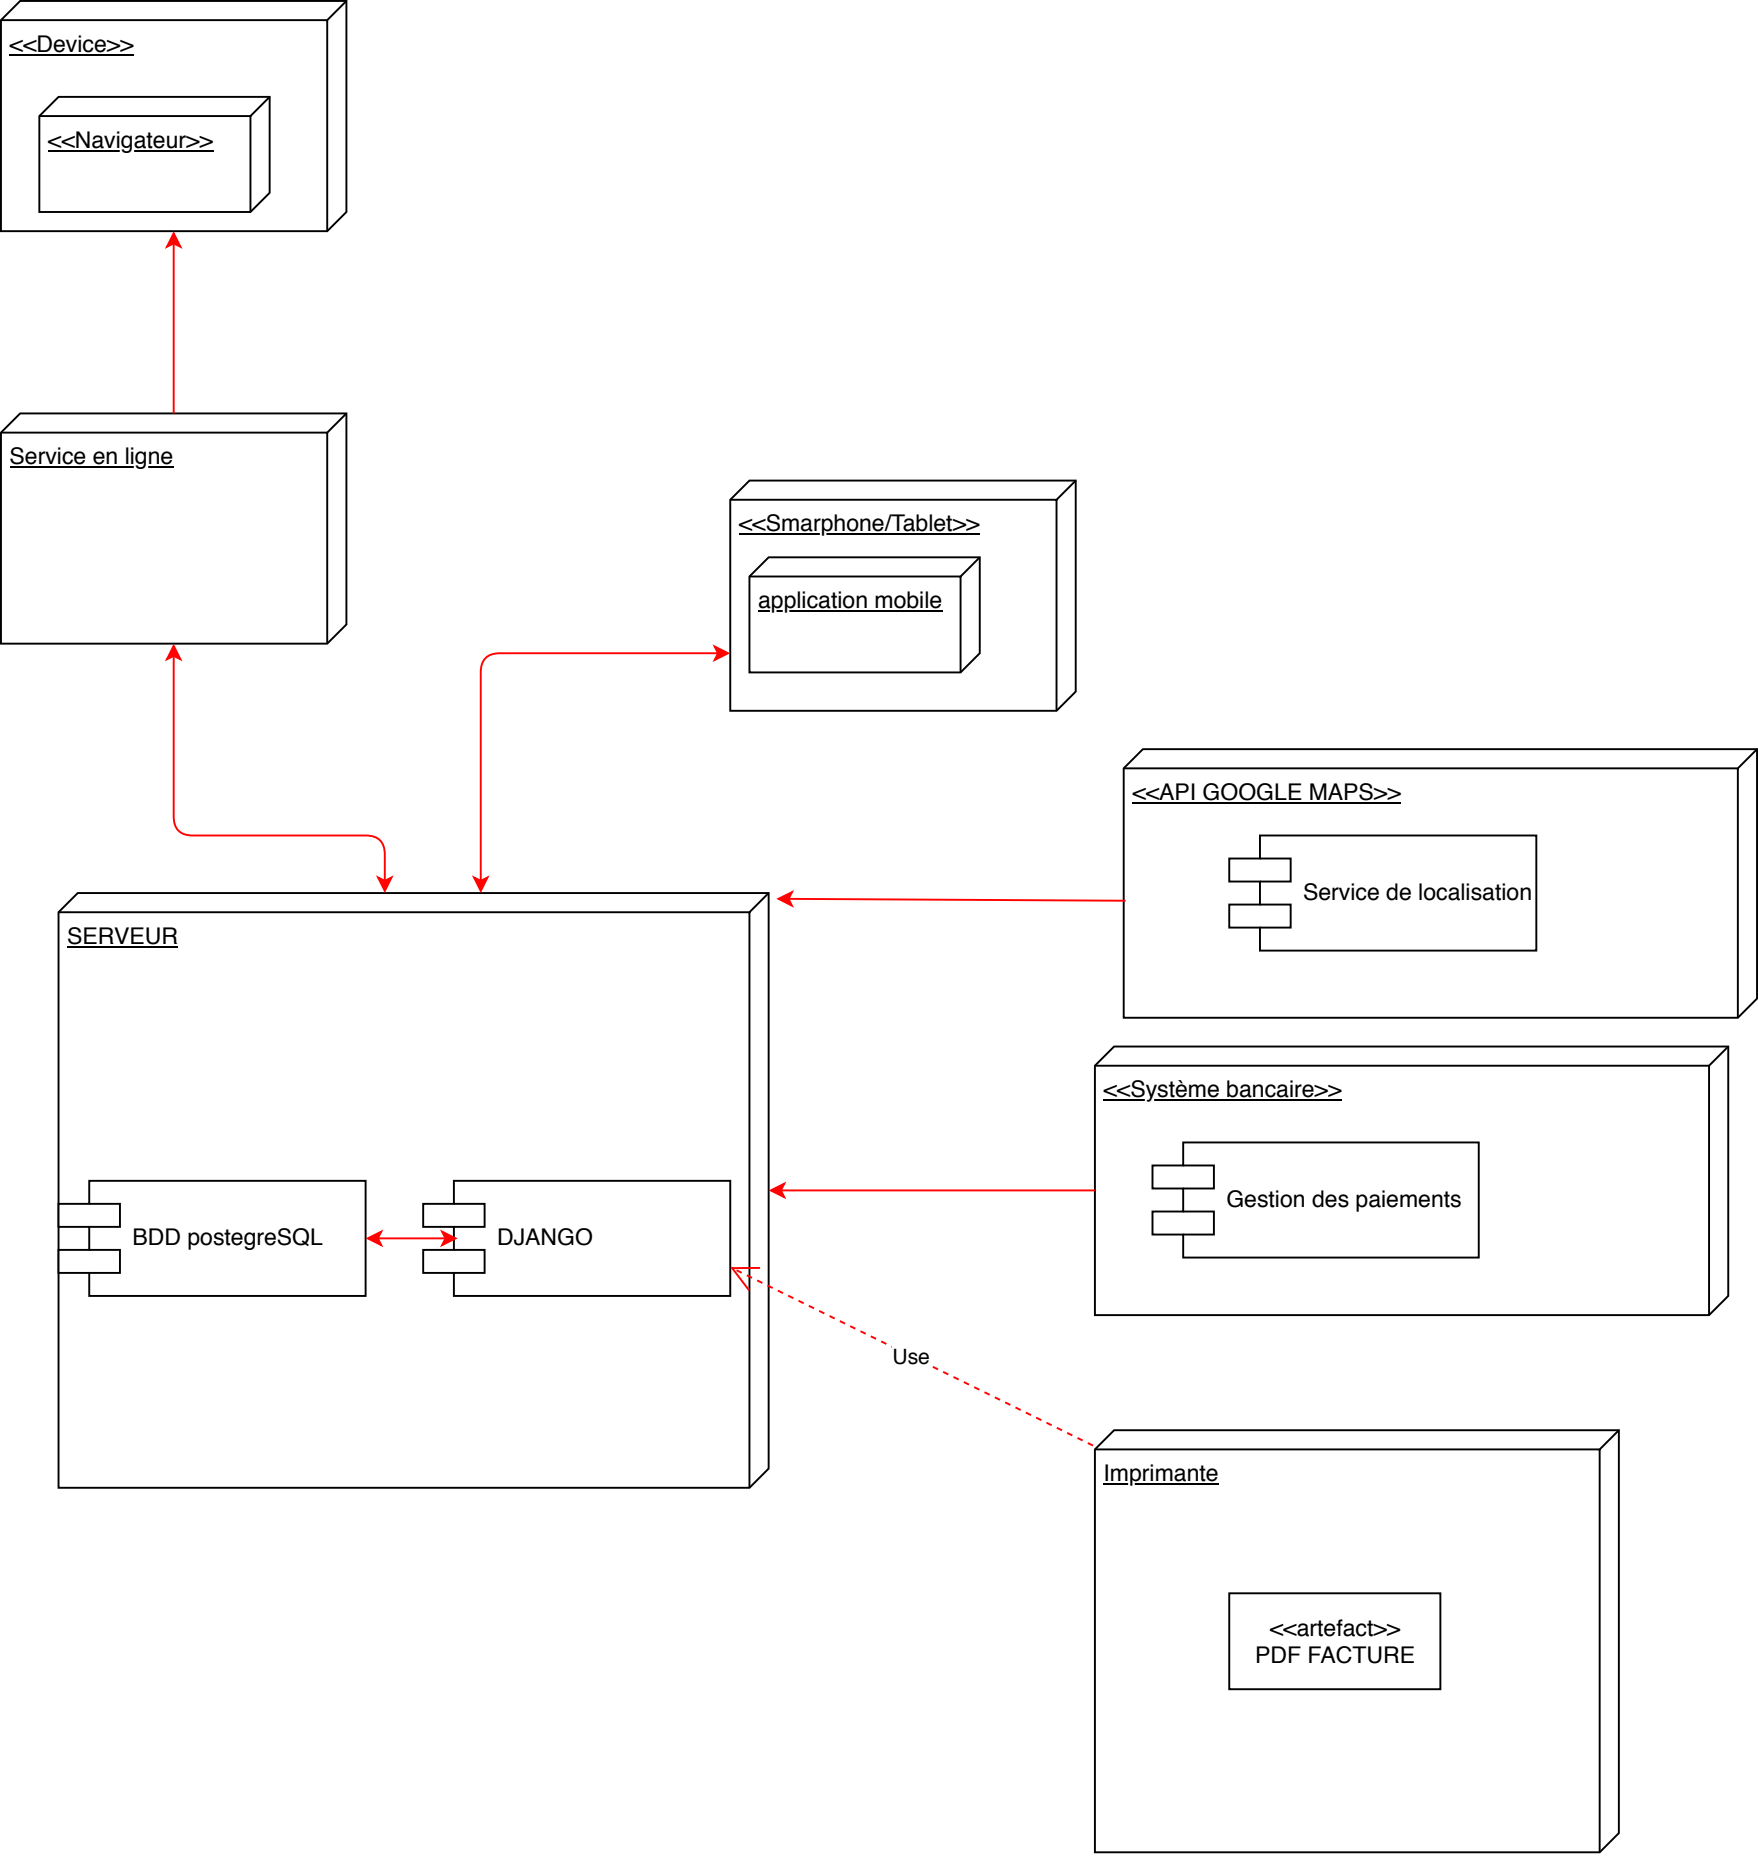 <<Device>>
<<Navigateur>>
Service en ligne
<<Smarphone/Tablet>>
application mobile
<<API GOOGLE MAPS>>
Service de localisation
SERVEUR
<<Système bancaire>>
Gestion des paiements
BDD postegreSQL
DJANGO
Use
Imprimante
<<artefact>>
PDF FACTURE